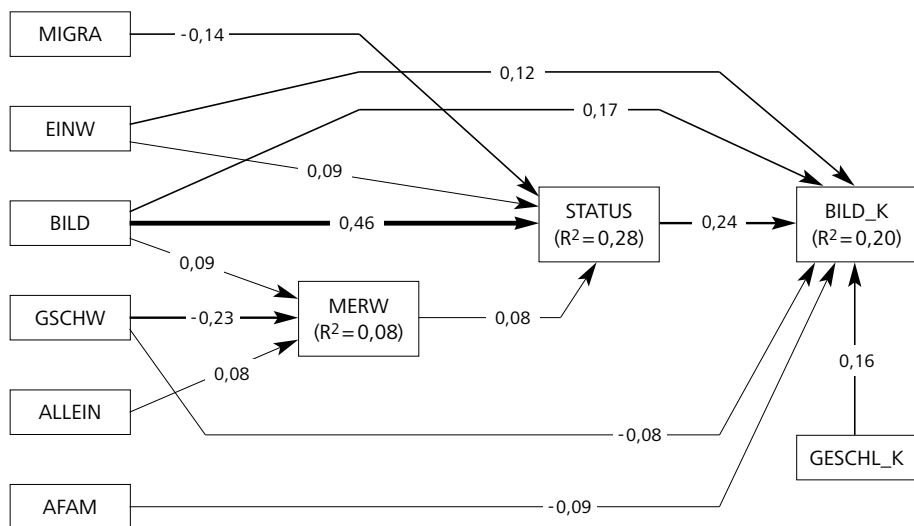 MIGRA
-0,14
0,12
EINW
0,17
0,09
BILD
0,46
STATUS
(R²=0,28)
0,24
BILD_K
(R²=0,20)
0,09
GSCHW
-0,23
MERW
(R²=0,08)
0,08
0,08
0,16
ALLEIN
-0,08
GESCHL_K
AFAM
-0,09